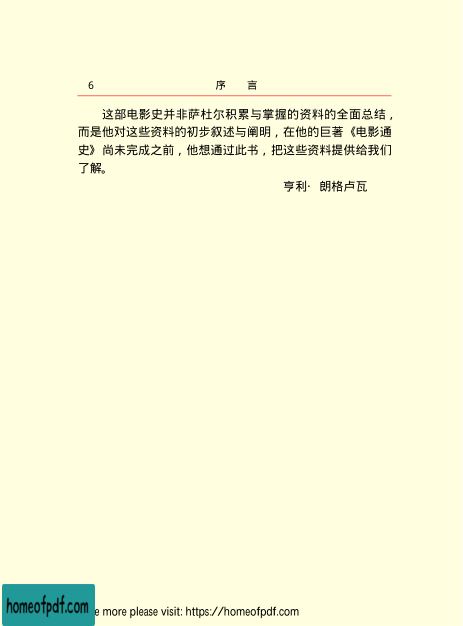 6 序 言
这部电影史并非萨杜尔积累与掌握的资料的全面总结,
而是他对这些资料的初步叙述与阐明,在他的巨著《电影通
史》尚未完成之前,他想通过此书,把这些资料提供给我们
了解。
亨利· 朗格卢瓦
homeofpdf.com
more please visit: https://homeofpdf.com